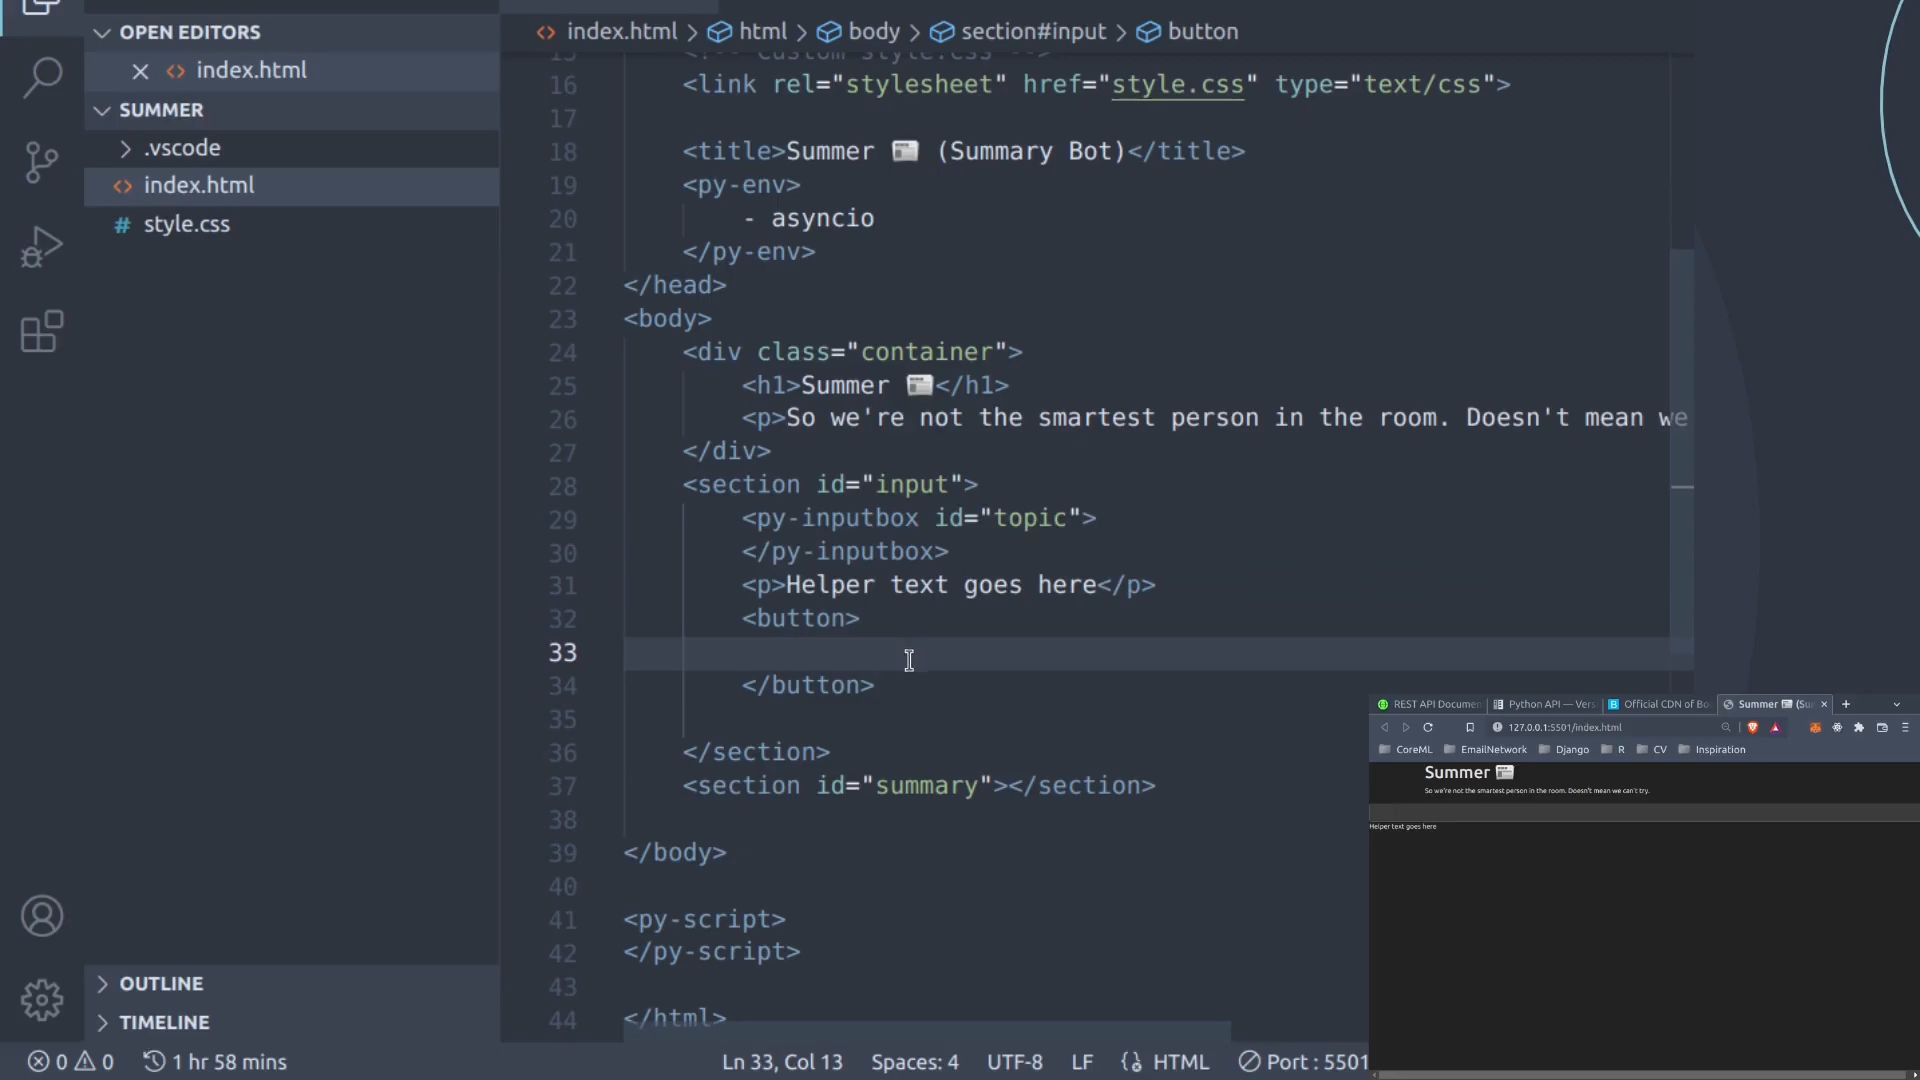 OPEN EDITORS
index.html
SUMMER
.vscode
index.html
style.css
OUTLINE
TIMELINE
index.html > html > body > section#input > button
15 <!-- Custom style.css -->
16 <link rel="stylesheet" href="style.css" type="text/css">
17
18 <title>Summer 📰 (Summary Bot)</title>
19 <py-env>
20 - asyncio
21 </py-env>
22 </head>
23 <body>
24 <div class="container">
25 <h1>Summer 📰</h1>
26 <p>So we're not the smartest person in the room. Doesn't mean we
27 </div>
28 <section id="input">
29 <py-inputbox id="topic">
30 </py-inputbox>
31 <p>Helper text goes here</p>
32 <button>
33
34 </button>
35
36 </section>
37 <section id="summary"></section>
38
39 </body>
40
41 <py-script>
42 </py-script>
43
44 </html>
0 0 1 hr 58 mins Ln 33, Col 13 Spaces: 4 UTF-8 LF HTML Port : 5501
REST API Documen Python API — Vers Official CDN of Bo Summer 📰 (Su
127.0.0.1:5501/index.html
CoreML EmailNetwork Django R CV Inspiration
Summer 📰
So we're not the smartest person in the room. Doesn't mean we can't try.
Helper text goes here